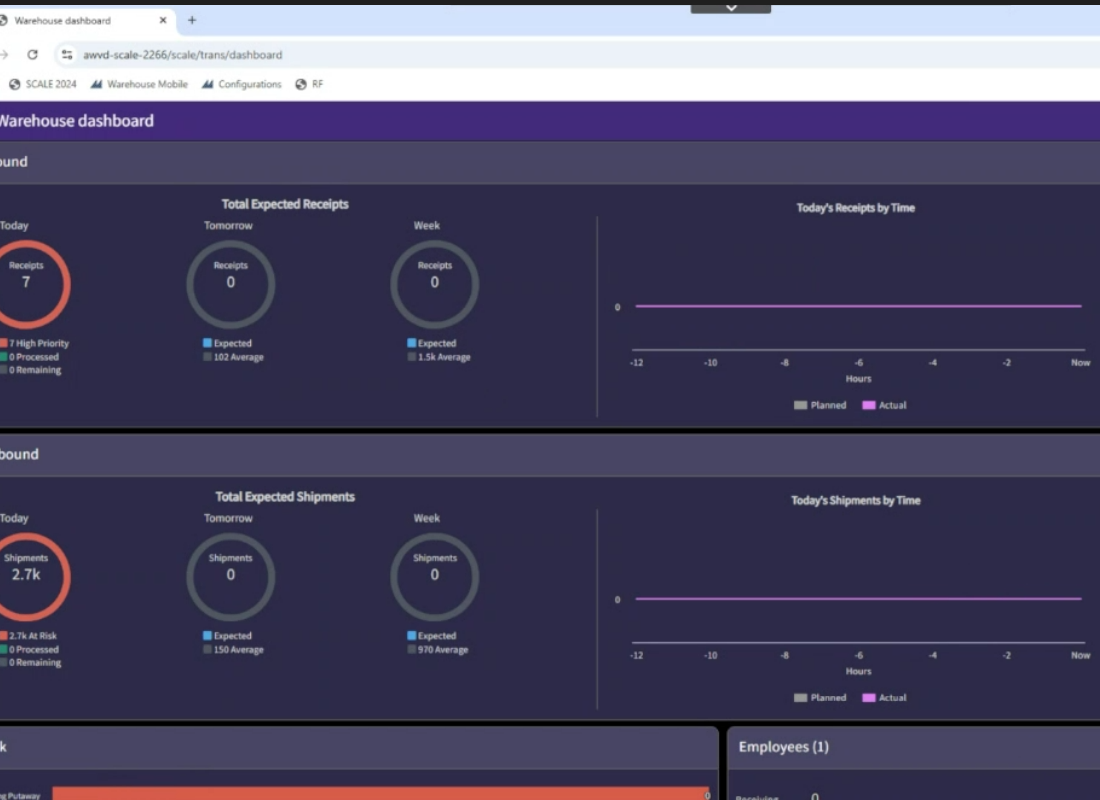 Warehouse dashboard
awvd-scale-2266/scale/trans/dashboard
SCALE 2024 Warehouse Mobile Configurations RF
Warehouse dashboard
ound
Total Expected Receipts
Today's Receipts by Time
Today Tomorrow Week
Receipts Receipts Receipts
7 0 0
0
7 High Priority Expected Expected
0 Processed 102 Average 1.5k Average
0 Remaining
-12 -10 -8 -6 -4 -2 Now
Hours
Planned Actual
bound
Total Expected Shipments
Today's Shipments by Time
Today Tomorrow Week
Shipments Shipments Shipments
2.7k 0 0
0
2.7k At Risk Expected Expected
0 Processed 150 Average 970 Average
0 Remaining
-12 -10 -8 -6 -4 -2 Now
Hours
Planned Actual
k
Employees (1)
ng Putaway 0
Receiving 0